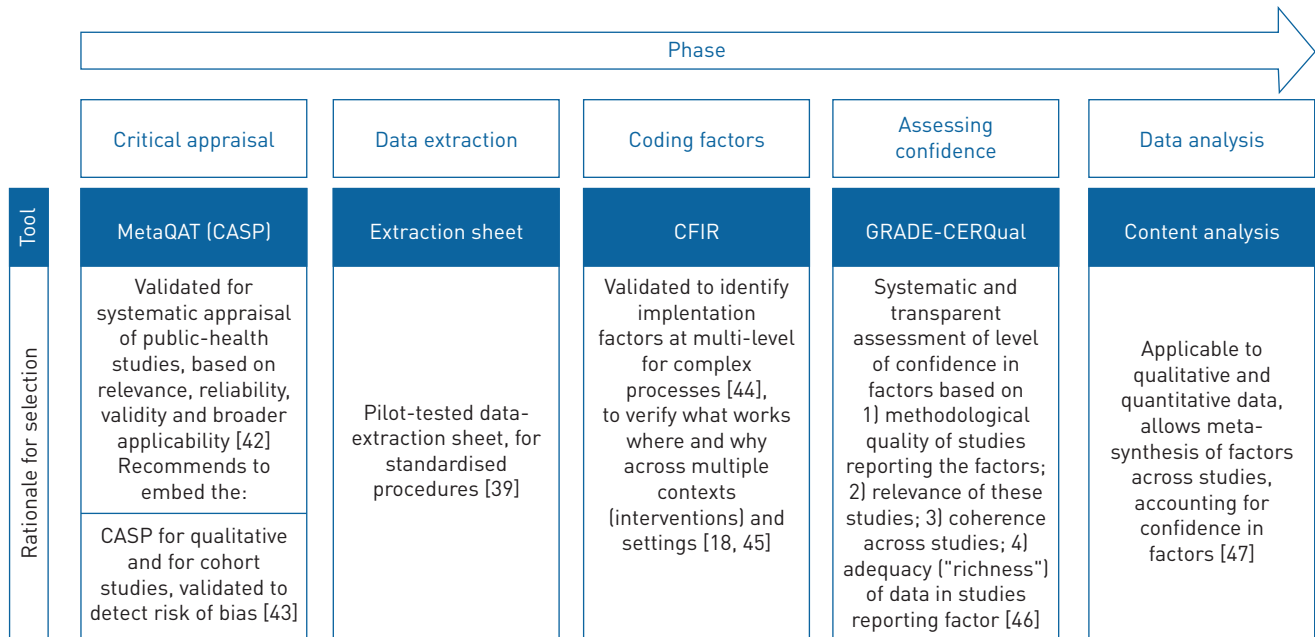 Phase
Critical appraisal
Data extraction
Coding factors
Assessing
confidence
Data analysis
Tool
MetaQAT (CASP)
Extraction sheet
CFIR
GRADE-CERQual
Content analysis
Rationale for selection
Validated for
systematic appraisal
of public-health
studies, based on
relevance, reliability,
validity and broader
applicability [42]
Recommends to
embed the:
CASP for qualitative
and for cohort
studies, validated to
detect risk of bias [43]
Pilot-tested data-
extraction sheet, for
standardised
procedures [39]
Validated to identify
implentation
factors at multi-level
for complex
processes [44],
to verify what works
where and why
across multiple
contexts
(interventions) and
settings [18, 45]
Systematic and
transparent
assessment of level
of confidence in
factors based on
1) methodological
quality of studies
reporting the factors;
2) relevance of these
studies; 3) coherence
across studies; 4)
adequacy ("richness")
of data in studies
reporting factor [46]
Applicable to
qualitative and
quantitative data,
allows meta-
synthesis of factors
across studies,
accounting for
confidence in
factors [47]